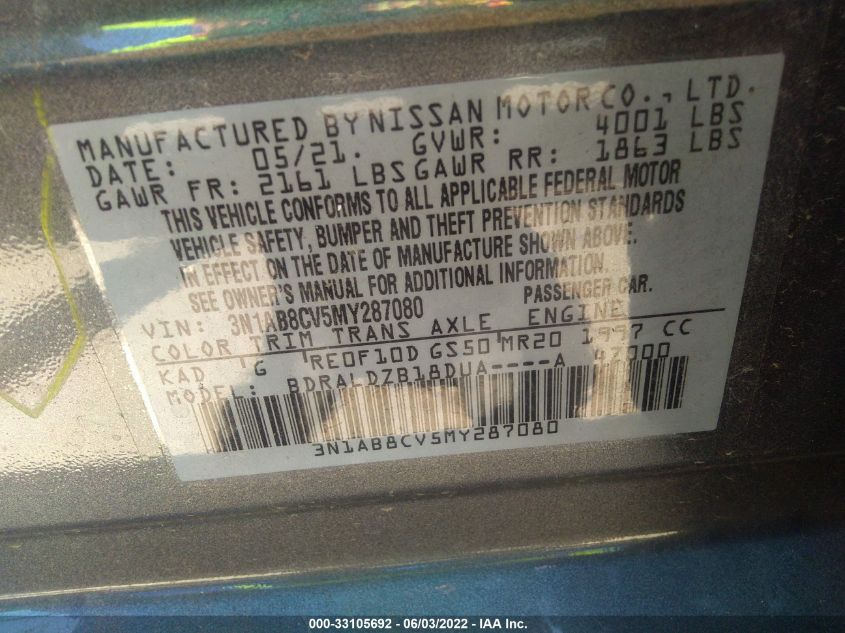 MANUFACTURED BY NISSAN MOTOR CO., LTD.
DATE: 05/21. GVWR: 4001 LBS
GAWR FR: 2161 LBS GAWR RR: 1863 LBS
THIS VEHICLE CONFORMS TO ALL APPLICABLE FEDERAL MOTOR
VEHICLE SAFETY, BUMPER AND THEFT PREVENTION STANDARDS
IN EFFECT ON THE DATE OF MANUFACTURE SHOWN ABOVE.
SEE OWNER'S MANUAL FOR ADDITIONAL INFORMATION.
VIN: 3N1AB8CV5MY287080 PASSENGER CAR.
COLOR TRIM TRANS AXLE ENGINE
KAD G RE0F10D GS50 MR20 1997 CC
MODEL: BDRALDZB18DUA----A 47000
3N1AB8CV5MY287080
000-33105692 - 06/03/2022 - IAA Inc.